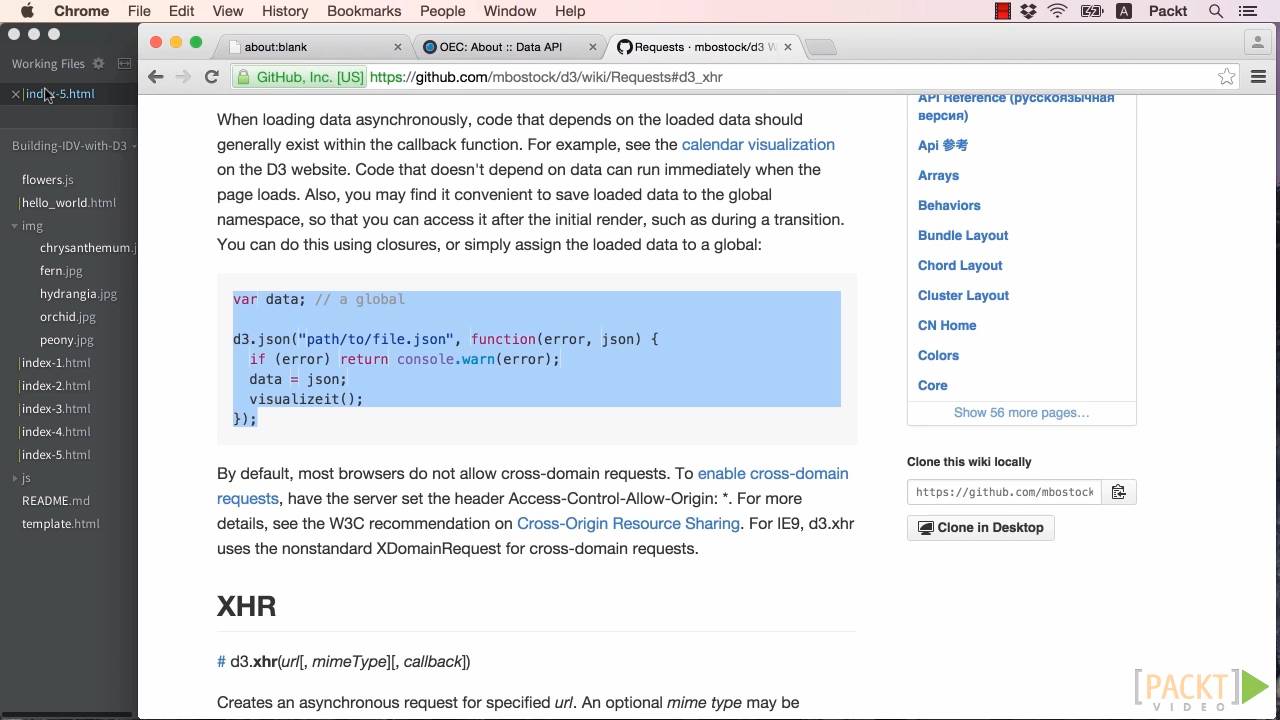 Chrome File Edit View History Bookmarks People Window Help Packt
Working Files
index-5.html
Building-IDV-with-D3
flowers.js
hello_world.html
img
chrysanthemum.j
fern.jpg
hydrangia.jpg
orchid.jpg
peony.jpg
index-1.html
index-2.html
index-3.html
index-4.html
index-5.html
js
README.md
template.html
about:blank
OEC: About :: Data API
Requests · mbostock/d3 W
GitHub, Inc. [US] https://github.com/mbostock/d3/wiki/Requests#d3_xhr
When loading data asynchronously, code that depends on the loaded data should
generally exist within the callback function. For example, see the calendar visualization
on the D3 website. Code that doesn't depend on data can run immediately when the
page loads. Also, you may find it convenient to save loaded data to the global
namespace, so that you can access it after the initial render, such as during a transition.
You can do this using closures, or simply assign the loaded data to a global:
var data; // a global
d3.json("path/to/file.json", function(error, json) {
if (error) return console.warn(error);
data = json;
visualizeit();
});
By default, most browsers do not allow cross-domain requests. To enable cross-domain
requests, have the server set the header Access-Control-Allow-Origin: *. For more
details, see the W3C recommendation on Cross-Origin Resource Sharing. For IE9, d3.xhr
uses the nonstandard XDomainRequest for cross-domain requests.
XHR
# d3.xhr(url[, mimeType][, callback])
Creates an asynchronous request for specified url. An optional mime type may be
API Reference (русскоязычная
версия)
Api 参考
Arrays
Behaviors
Bundle Layout
Chord Layout
Cluster Layout
CN Home
Colors
Core
Show 56 more pages…
Clone this wiki locally
https://github.com/mbostock
Clone in Desktop
[PACKT]
VIDEO